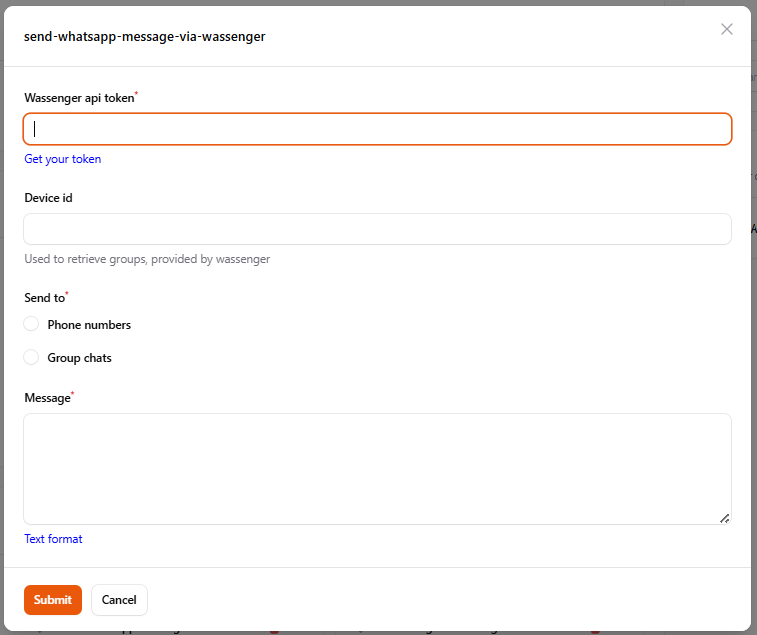 send-whatsapp-message-via-wassenger
Wassenger api token*
Get your token
Device id
Used to retrieve groups, provided by wassenger
Send to*
Phone numbers
Group chats
Message*
Text format
Submit Cancel